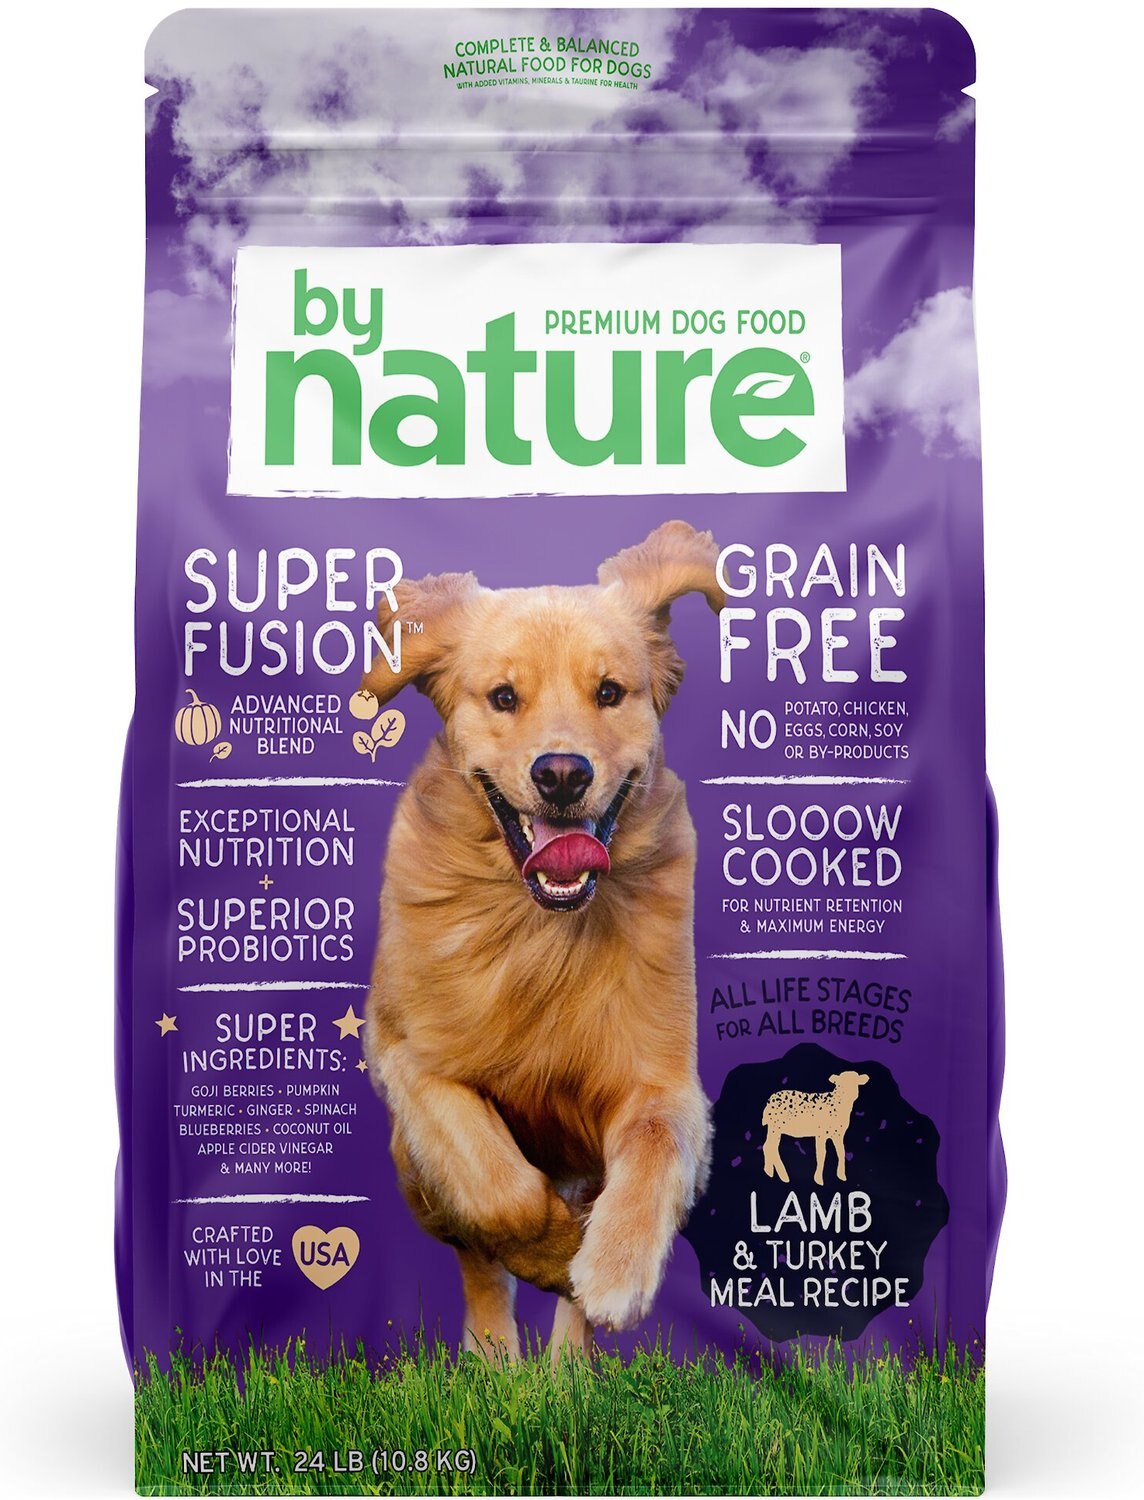 COMPLETE & BALANCED
NATURAL FOOD FOR DOGS
WITH ADDED VITAMINS, MINERALS & TAURINE FOR HEALTH
by
PREMIUM DOG FOOD
nature®
SUPER
FUSION™
ADVANCED
NUTRITIONAL
BLEND
EXCEPTIONAL
NUTRITION
+
SUPERIOR
PROBIOTICS
SUPER
INGREDIENTS:
GOJI BERRIES • PUMPKIN
TURMERIC • GINGER • SPINACH
BLUEBERRIES • COCONUT OIL
APPLE CIDER VINEGAR
& MANY MORE!
CRAFTED
WITH LOVE
IN THE
USA
GRAIN
FREE
NO
POTATO, CHICKEN,
EGGS, CORN, SOY
OR BY-PRODUCTS
SLOOOW
COOKED
FOR NUTRIENT RETENTION
& MAXIMUM ENERGY
ALL LIFE STAGES
FOR ALL BREEDS
LAMB
& TURKEY
MEAL RECIPE
NET WT. 24 LB (10.8 KG)